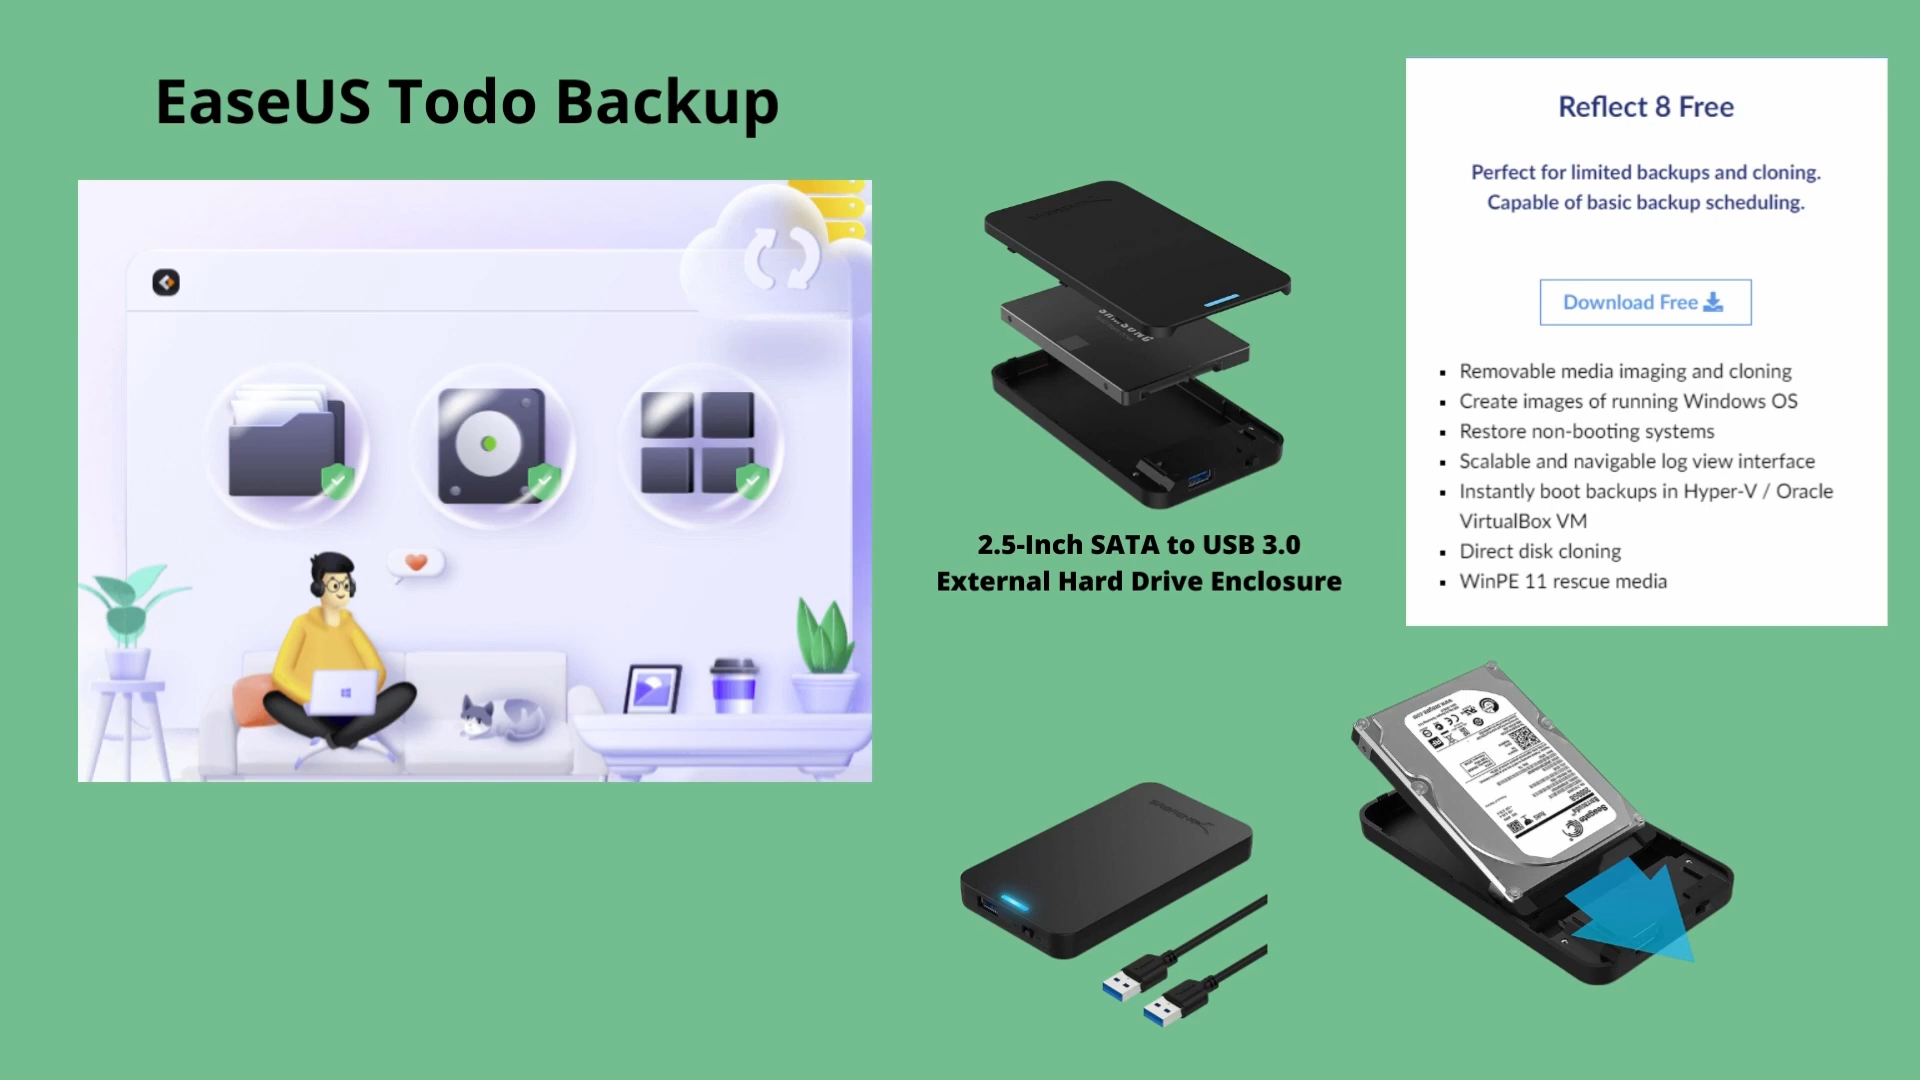 EaseUS Todo Backup
Reflect 8 Free
Perfect for limited backups and cloning.
Capable of basic backup scheduling.
Download Free
Removable media imaging and cloning
Create images of running Windows OS
Restore non-booting systems
Scalable and navigable log view interface
Instantly boot backups in Hyper-V / Oracle
VirtualBox VM
Direct disk cloning
WinPE 11 rescue media
SAMSUNG
2.5-Inch SATA to USB 3.0
External Hard Drive Enclosure
Seagate